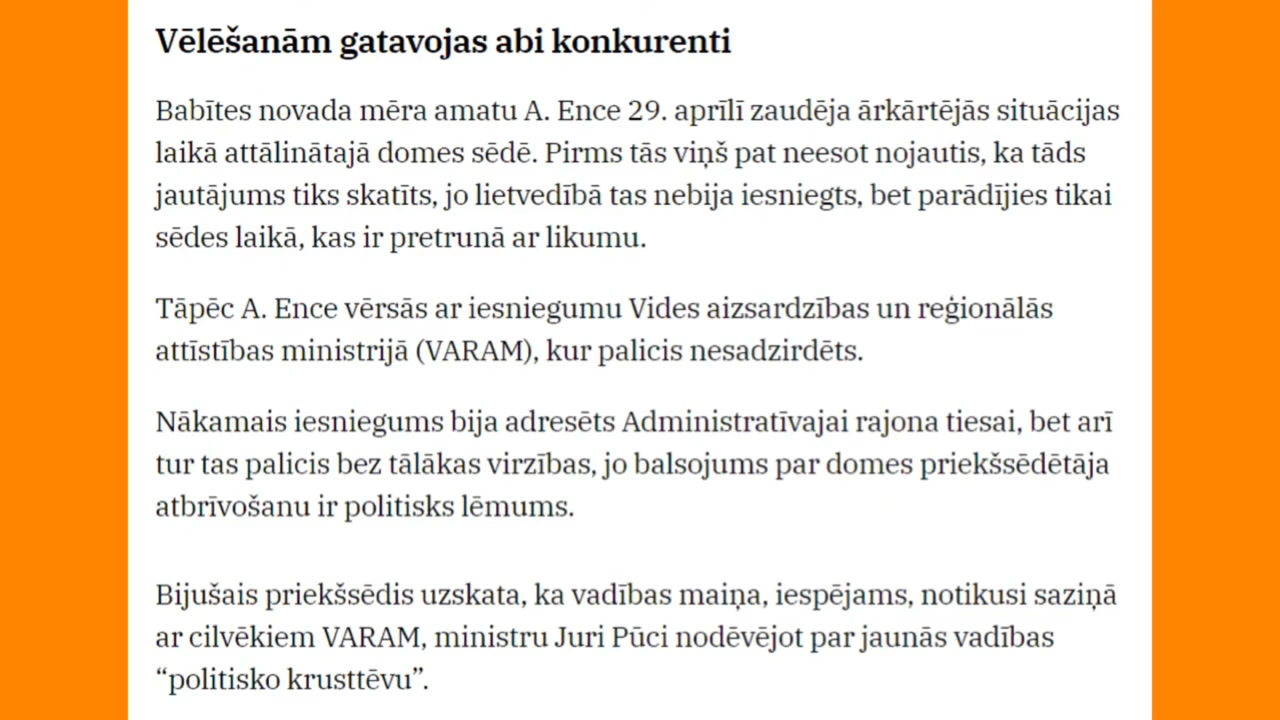 Vēlēšanām gatavojas abi konkurenti
Babītes novada mēra amatu A. Ence 29. aprīlī zaudēja ārkārtējās situācijas
laikā attālinātajā domes sēdē. Pirms tās viņš pat neesot nojautis, ka tāds
jautājums tiks skatīts, jo lietvedībā tas nebija iesniegts, bet parādījies tikai
sēdes laikā, kas ir pretrunā ar likumu.
Tāpēc A. Ence vērsās ar iesniegumu Vides aizsardzības un reģionālās
attīstības ministrijā (VARAM), kur palicis nesadzirdēts.
Nākamais iesniegums bija adresēts Administratīvajai rajona tiesai, bet arī
tur tas palicis bez tālākas virzības, jo balsojums par domes priekšsēdētāja
atbrīvošanu ir politisks lēmums.
Bijušais priekšsēdis uzskata, ka vadības maiņa, iespējams, notikusi saziņā
ar cilvēkiem VARAM, ministru Juri Pūci nodēvējot par jaunās vadības
“politisko krusttēvu”.